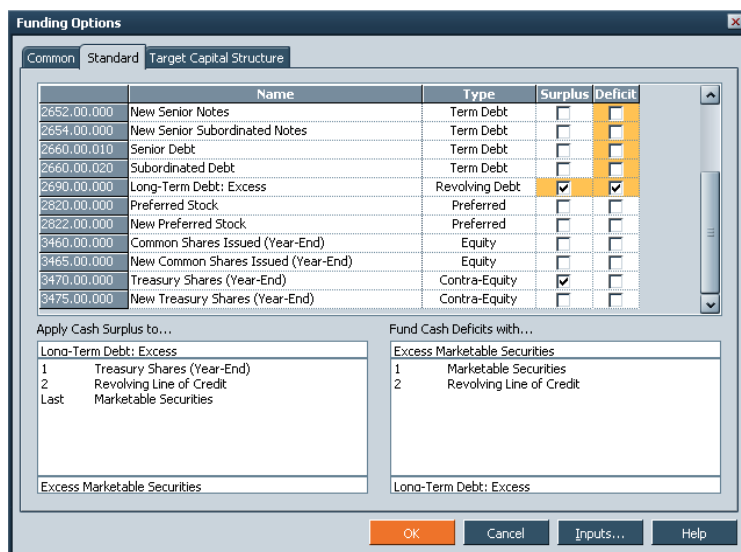 Funding Options
Common Standard Target Capital Structure
Name Type Surplus Deficit
2652.00.000 New Senior Notes Term Debt
2654.00.000 New Senior Subordinated Notes Term Debt
2660.00.010 Senior Debt Term Debt
2660.00.020 Subordinated Debt Term Debt
2690.00.000 Long-Term Debt: Excess Revolving Debt
2820.00.000 Preferred Stock Preferred
2822.00.000 New Preferred Stock Preferred
3460.00.000 Common Shares Issued (Year-End) Equity
3465.00.000 New Common Shares Issued (Year-End) Equity
3470.00.000 Treasury Shares (Year-End) Contra-Equity
3475.00.000 New Treasury Shares (Year-End) Contra-Equity
Apply Cash Surplus to...
Long-Term Debt: Excess
1 Treasury Shares (Year-End)
2 Revolving Line of Credit
Last Marketable Securities
Excess Marketable Securities
Fund Cash Deficits with...
Excess Marketable Securities
1 Marketable Securities
2 Revolving Line of Credit
Long-Term Debt: Excess
OK Cancel Inputs... Help